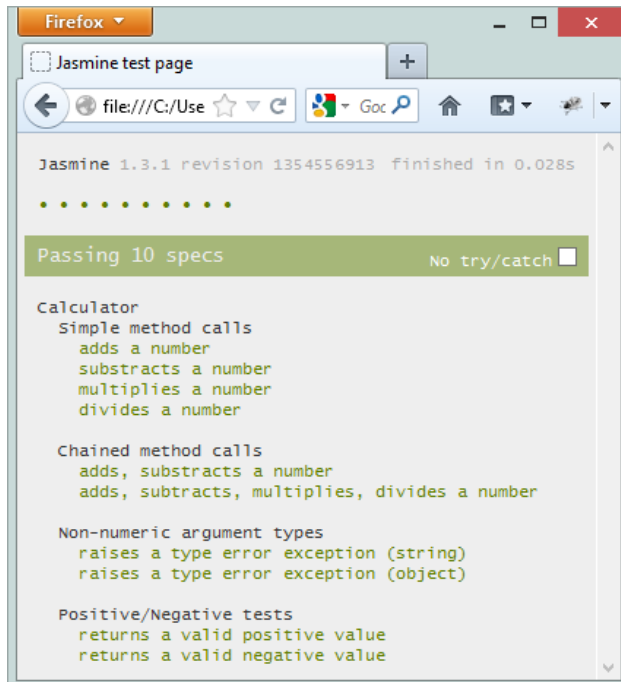 Firefox
Jasmine test page
file:///C:/Use
Goc
Jasmine 1.3.1 revision 1354556913 finished in 0.028s
Passing 10 specs
No try/catch
Calculator
Simple method calls
adds a number
substracts a number
multiplies a number
divides a number
Chained method calls
adds, substracts a number
adds, subtracts, multiplies, divides a number
Non-numeric argument types
raises a type error exception (string)
raises a type error exception (object)
Positive/Negative tests
returns a valid positive value
returns a valid negative value